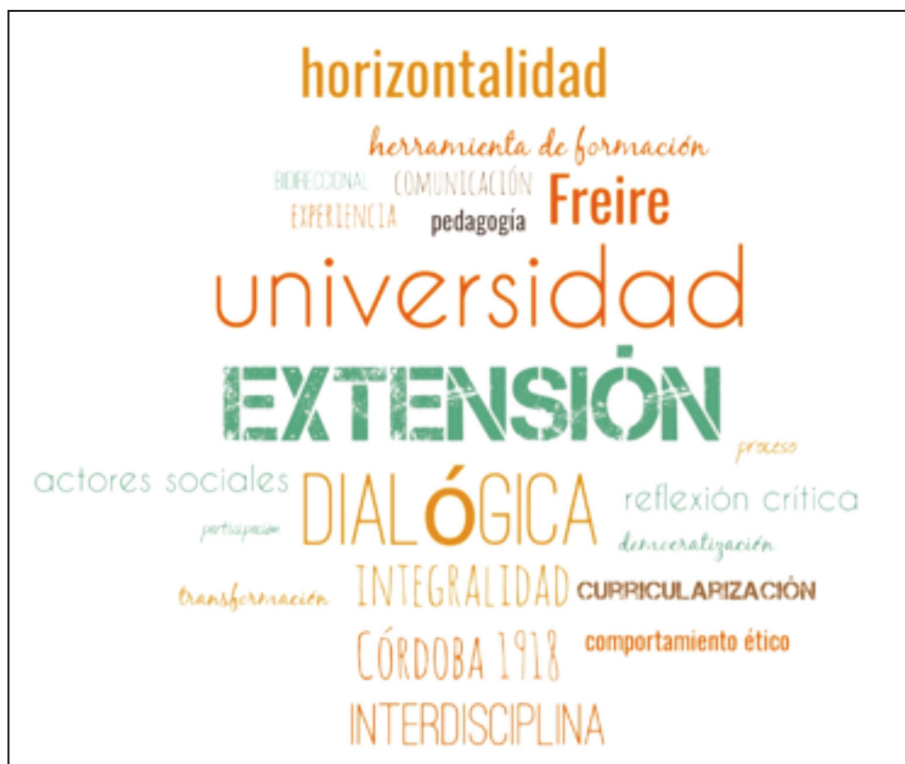 horizontalidad
herramienta de formación
BIDIRECCIONAL COMUNICACIÓN
EXPERIENCIA pedagogía Freire
universidad
EXTENSIÓN
proceso
actores sociales DIALÓGICA reflexión crítica
participación democratización
transformación INTEGRALIDAD CURRICULARIZACIÓN
CÓRDOBA 1918 comportamiento ético
INTERDISCIPLINA